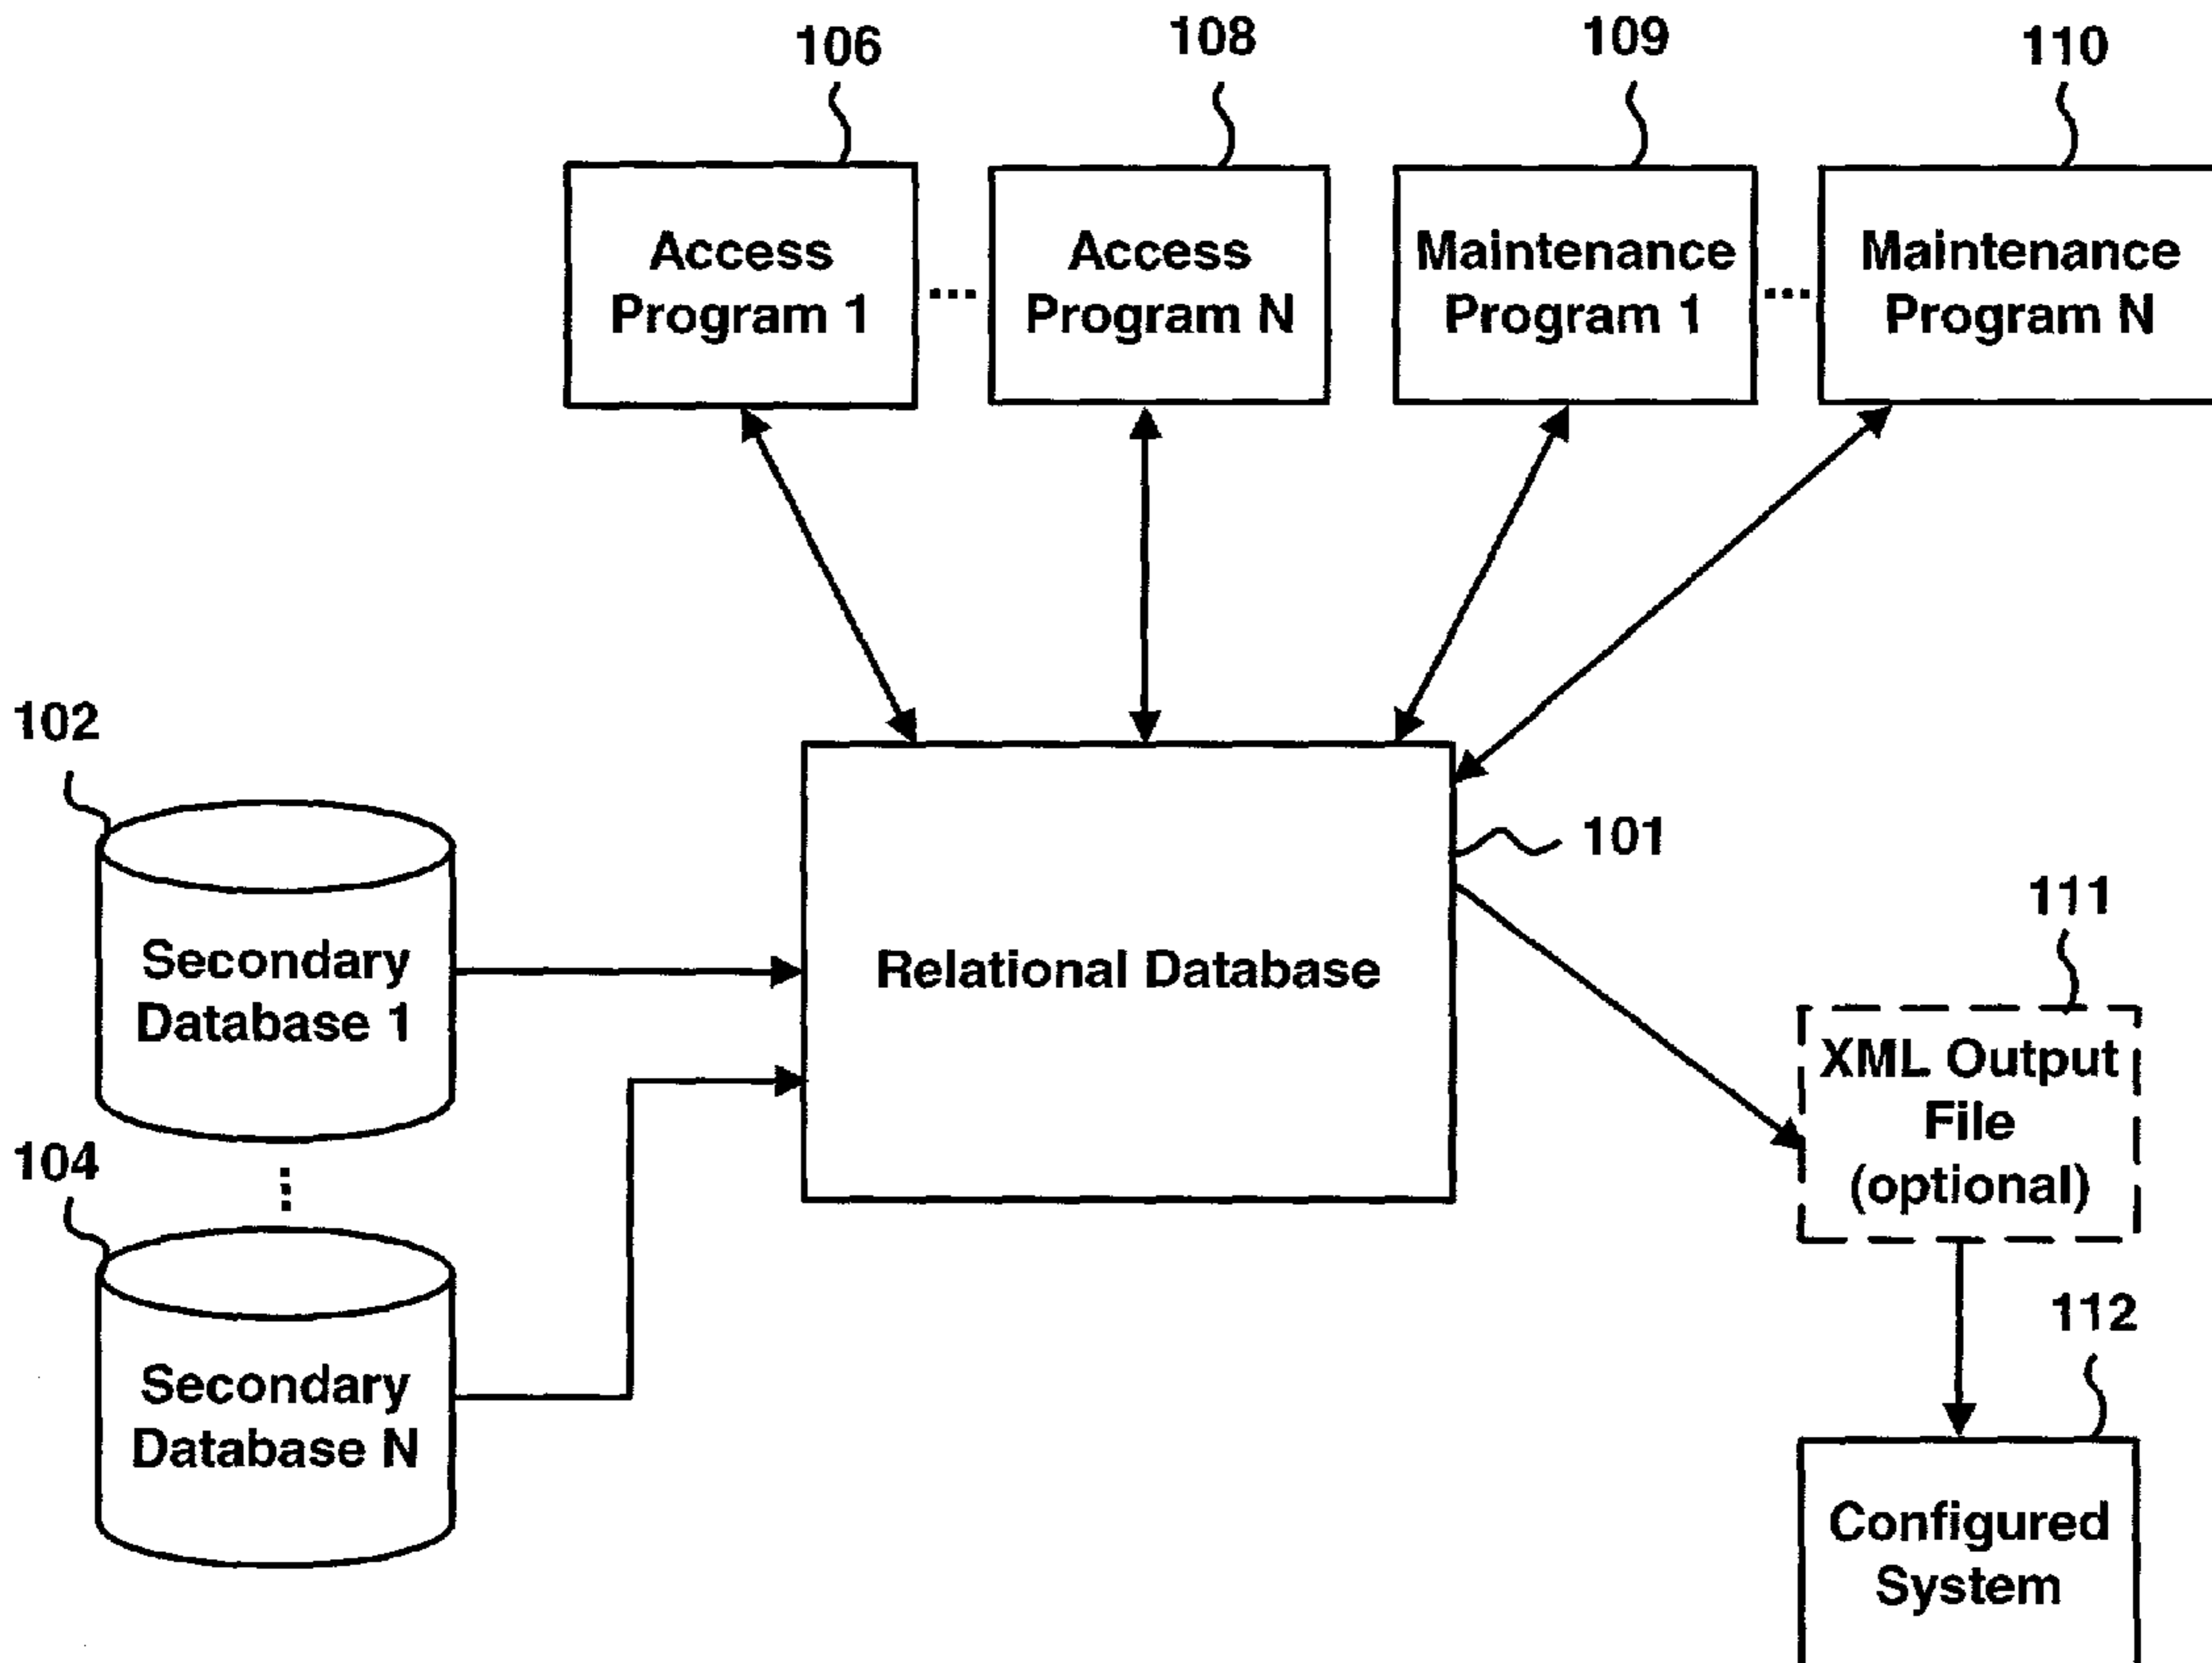 106
108
109
110
Access
Program 1
...
Access
Program N
Maintenance
Program 1
...
Maintenance
Program N
102
101
111
Secondary
Database 1
Relational Database
XML Output
File
(optional)
104
...
112
Secondary
Database N
Configured
System